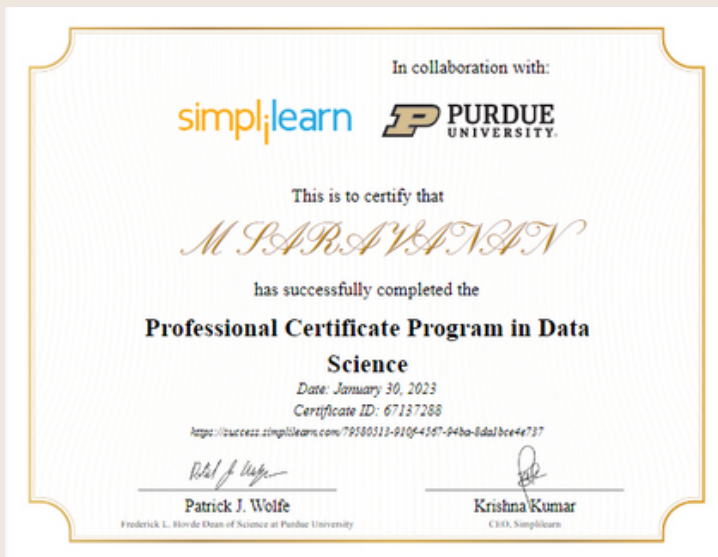 In collaboration with:
simplilearn PURDUE
UNIVERSITY.
This is to certify that
M SARAVANAN
has successfully completed the
Professional Certificate Program in Data
Science
Date: January 30, 2023
Certificate ID: 67137288
Patrick J. Wolfe Krishna Kumar
Frederick L. Hovde Dean of Science at Purdue University CEO, Simplilearn